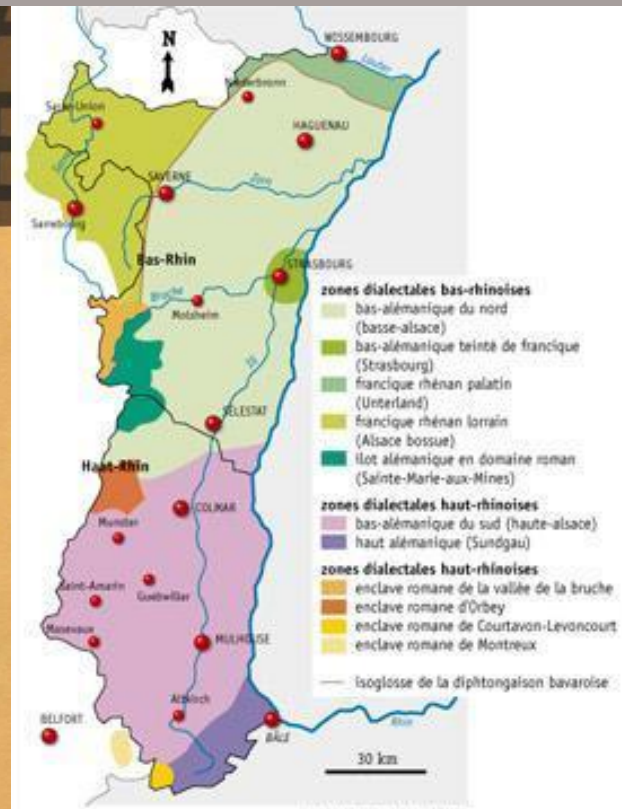 N
WISSEMBOURG
Lauter
Niederbronn
Sarre-Union
HAGUENAU
SAVERNE
Zorn
Sarrebourg
Bas-Rhin
STRASBOURG
Bruche
Molsheim
Ill
SÉLESTAT
Haut-Rhin
COLMAR
Munster
Guebwiller
Saint-Amarin
Masevaux
MULHOUSE
Altkirch
BELFORT
BÂLE
Rhin
30 km
zones dialectales bas-rhinoises
bas-alémanique du nord
(basse-alsace)
bas-alémanique teinté de francique
(Strasbourg)
francique rhénan palatin
(Unterland)
francique rhénan lorrain
(Alsace bossue)
ilot alémanique en domaine roman
(Sainte-Marie-aux-Mines)
zones dialectales haut-rhinoises
bas-alémanique du sud (haute-alsace)
haut alémanique (Sundgau)
zones dialectales haut-rhinoises
enclave romane de la vallée de la bruche
enclave romane d'Orbey
enclave romane de Courtavon-Levoncourt
enclave romane de Montreux
isoglosse de la diphtongaison bavaroise